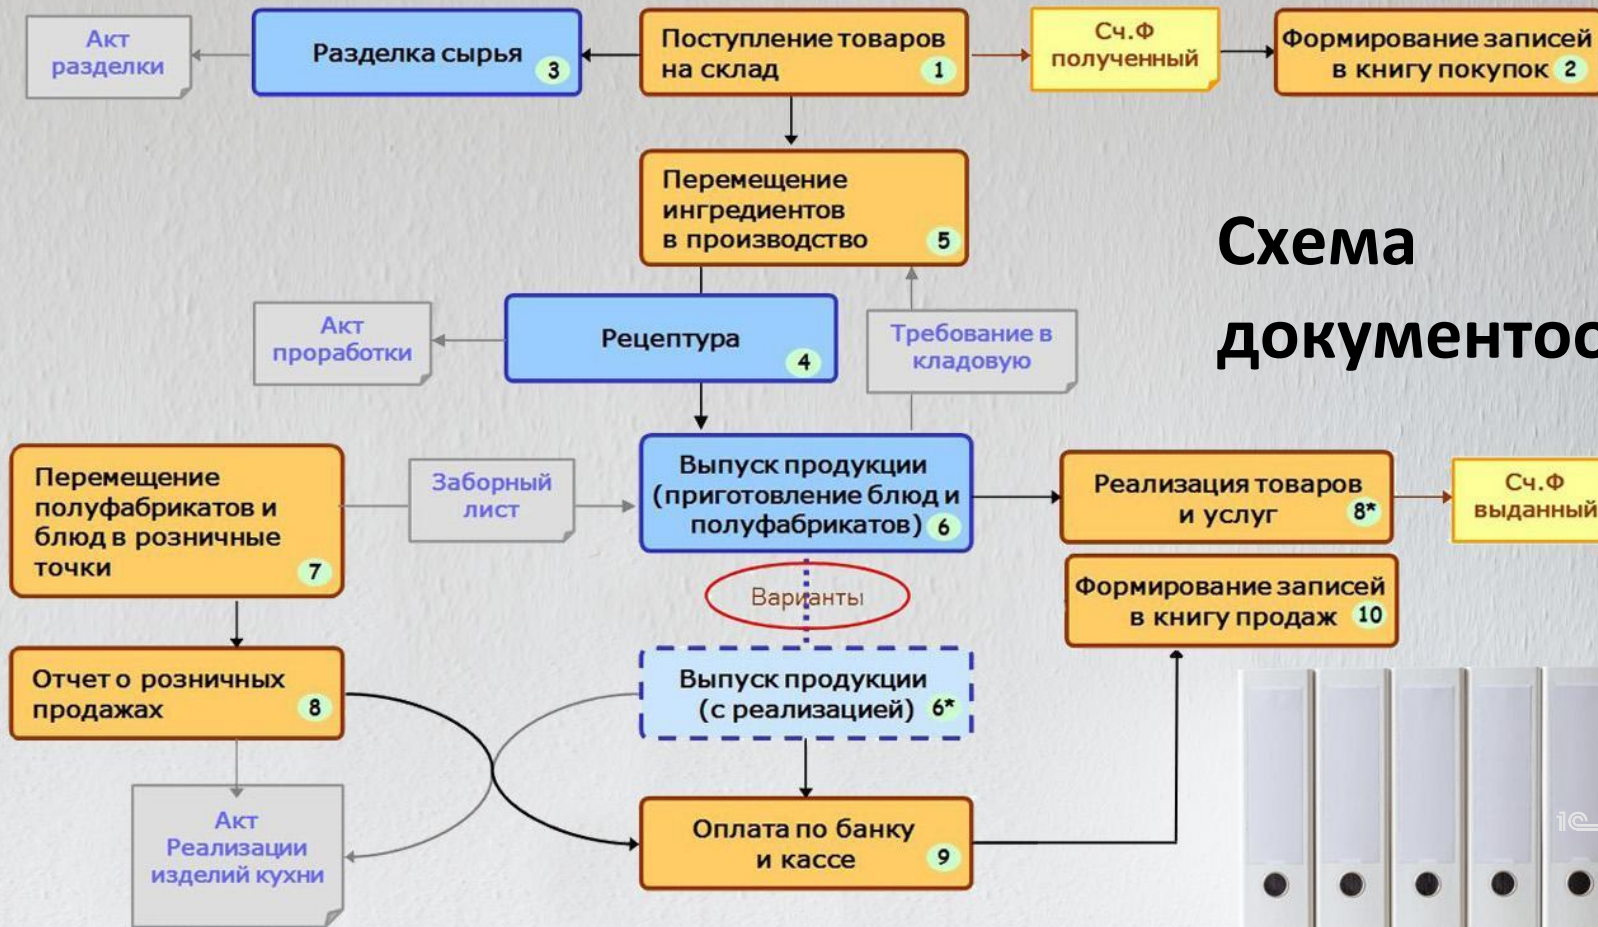 Акт
разделки
Разделка сырья
3
Поступление товаров
на склад 1
Сч.Ф
полученный
Формирование записей
в книгу покупок 2
Перемещение
ингредиентов
в производство 5
Схема
документоо
Акт
проработки
Рецептура
4
Требование в
кладовую
Перемещение
полуфабрикатов и
блюд в розничные
точки 7
Заборный
лист
Выпуск продукции
(приготовление блюд и
полуфабрикатов) 6
Реализация товаров
и услуг 8*
Сч.Ф
выданный
Варианты
Формирование записей
в книгу продаж 10
Отчет о розничных
продажах 8
Выпуск продукции
(с реализацией) 6*
Акт
Реализации
изделий кухни
Оплата по банку
и кассе 9
1С